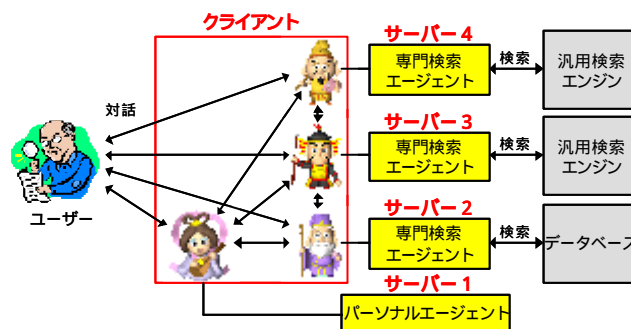 クライアント
サーバー4
専門検索
エージェント
検索
汎用検索
エンジン
対話
サーバー3
専門検索
エージェント
検索
汎用検索
エンジン
ユーザー
サーバー2
専門検索
エージェント
検索
データベース
サーバー1
パーソナルエージェント